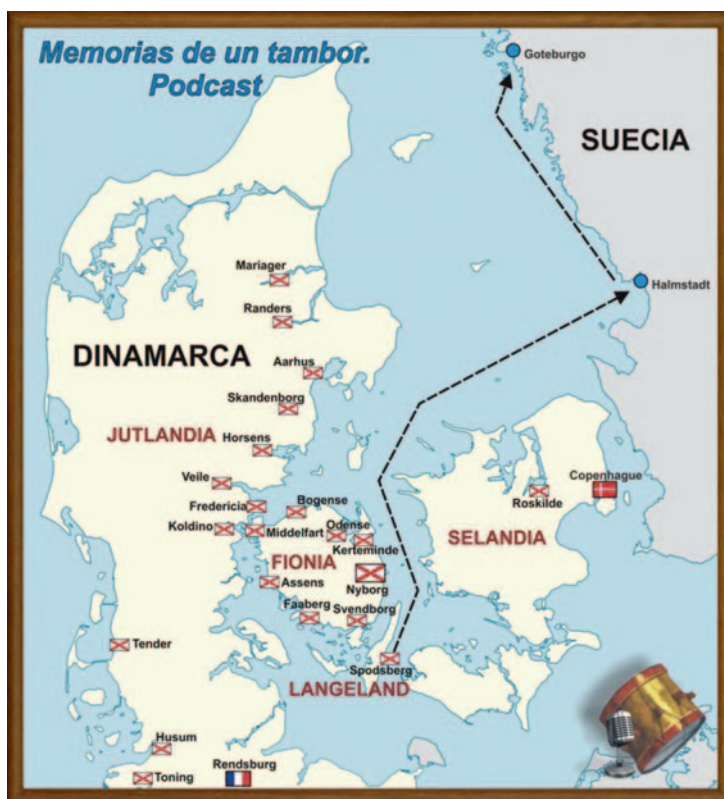 Memorias de un tambor.
Podcast
Goteburgo
SUECIA
Halmstadt
Mariager
Randers
DINAMARCA
Aarhus
Skandenborg
JUTLANDIA
Horsens
Veile
Copenhague
Fredericia
Bogense
Roskilde
Koldino
Middelfart
Odense
Kerteminde
SELANDIA
FIONIA
Assens
Nyborg
Faaberg
Svendborg
Tender
Spodsberg
LANGELAND
Husum
Toning
Rendsburg